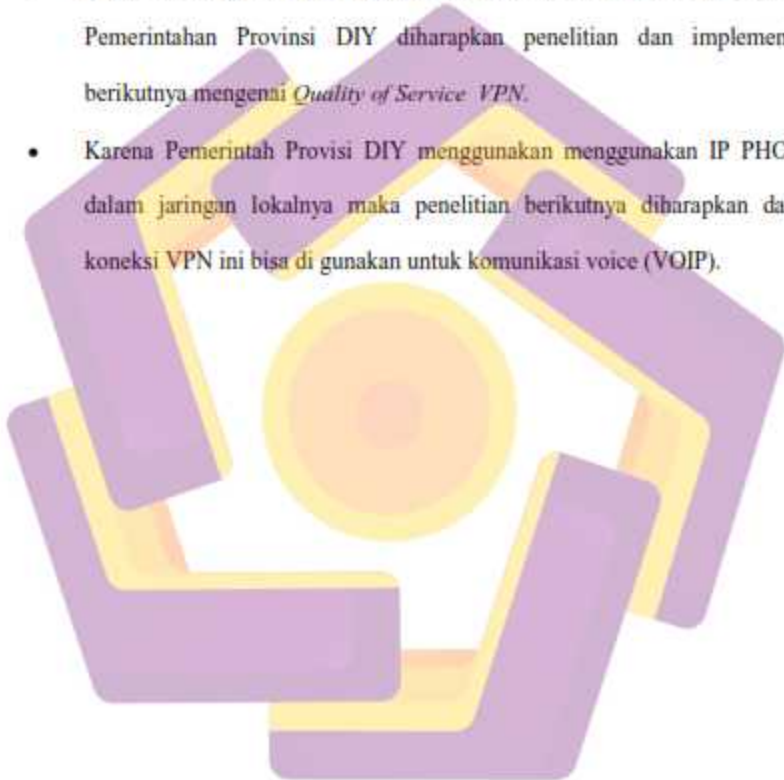 Pemerintahan Provinsi DIY diharapkan penelitian dan implemen
berikutnya mengenai Quality of Service VPN.
• Karena Pemerintah Provisi DIY menggunakan menggunakan IP PHO
dalam jaringan lokalnya maka penelitian berikutnya diharapkan da
koneksi VPN ini bisa di gunakan untuk komunikasi voice (VOIP).